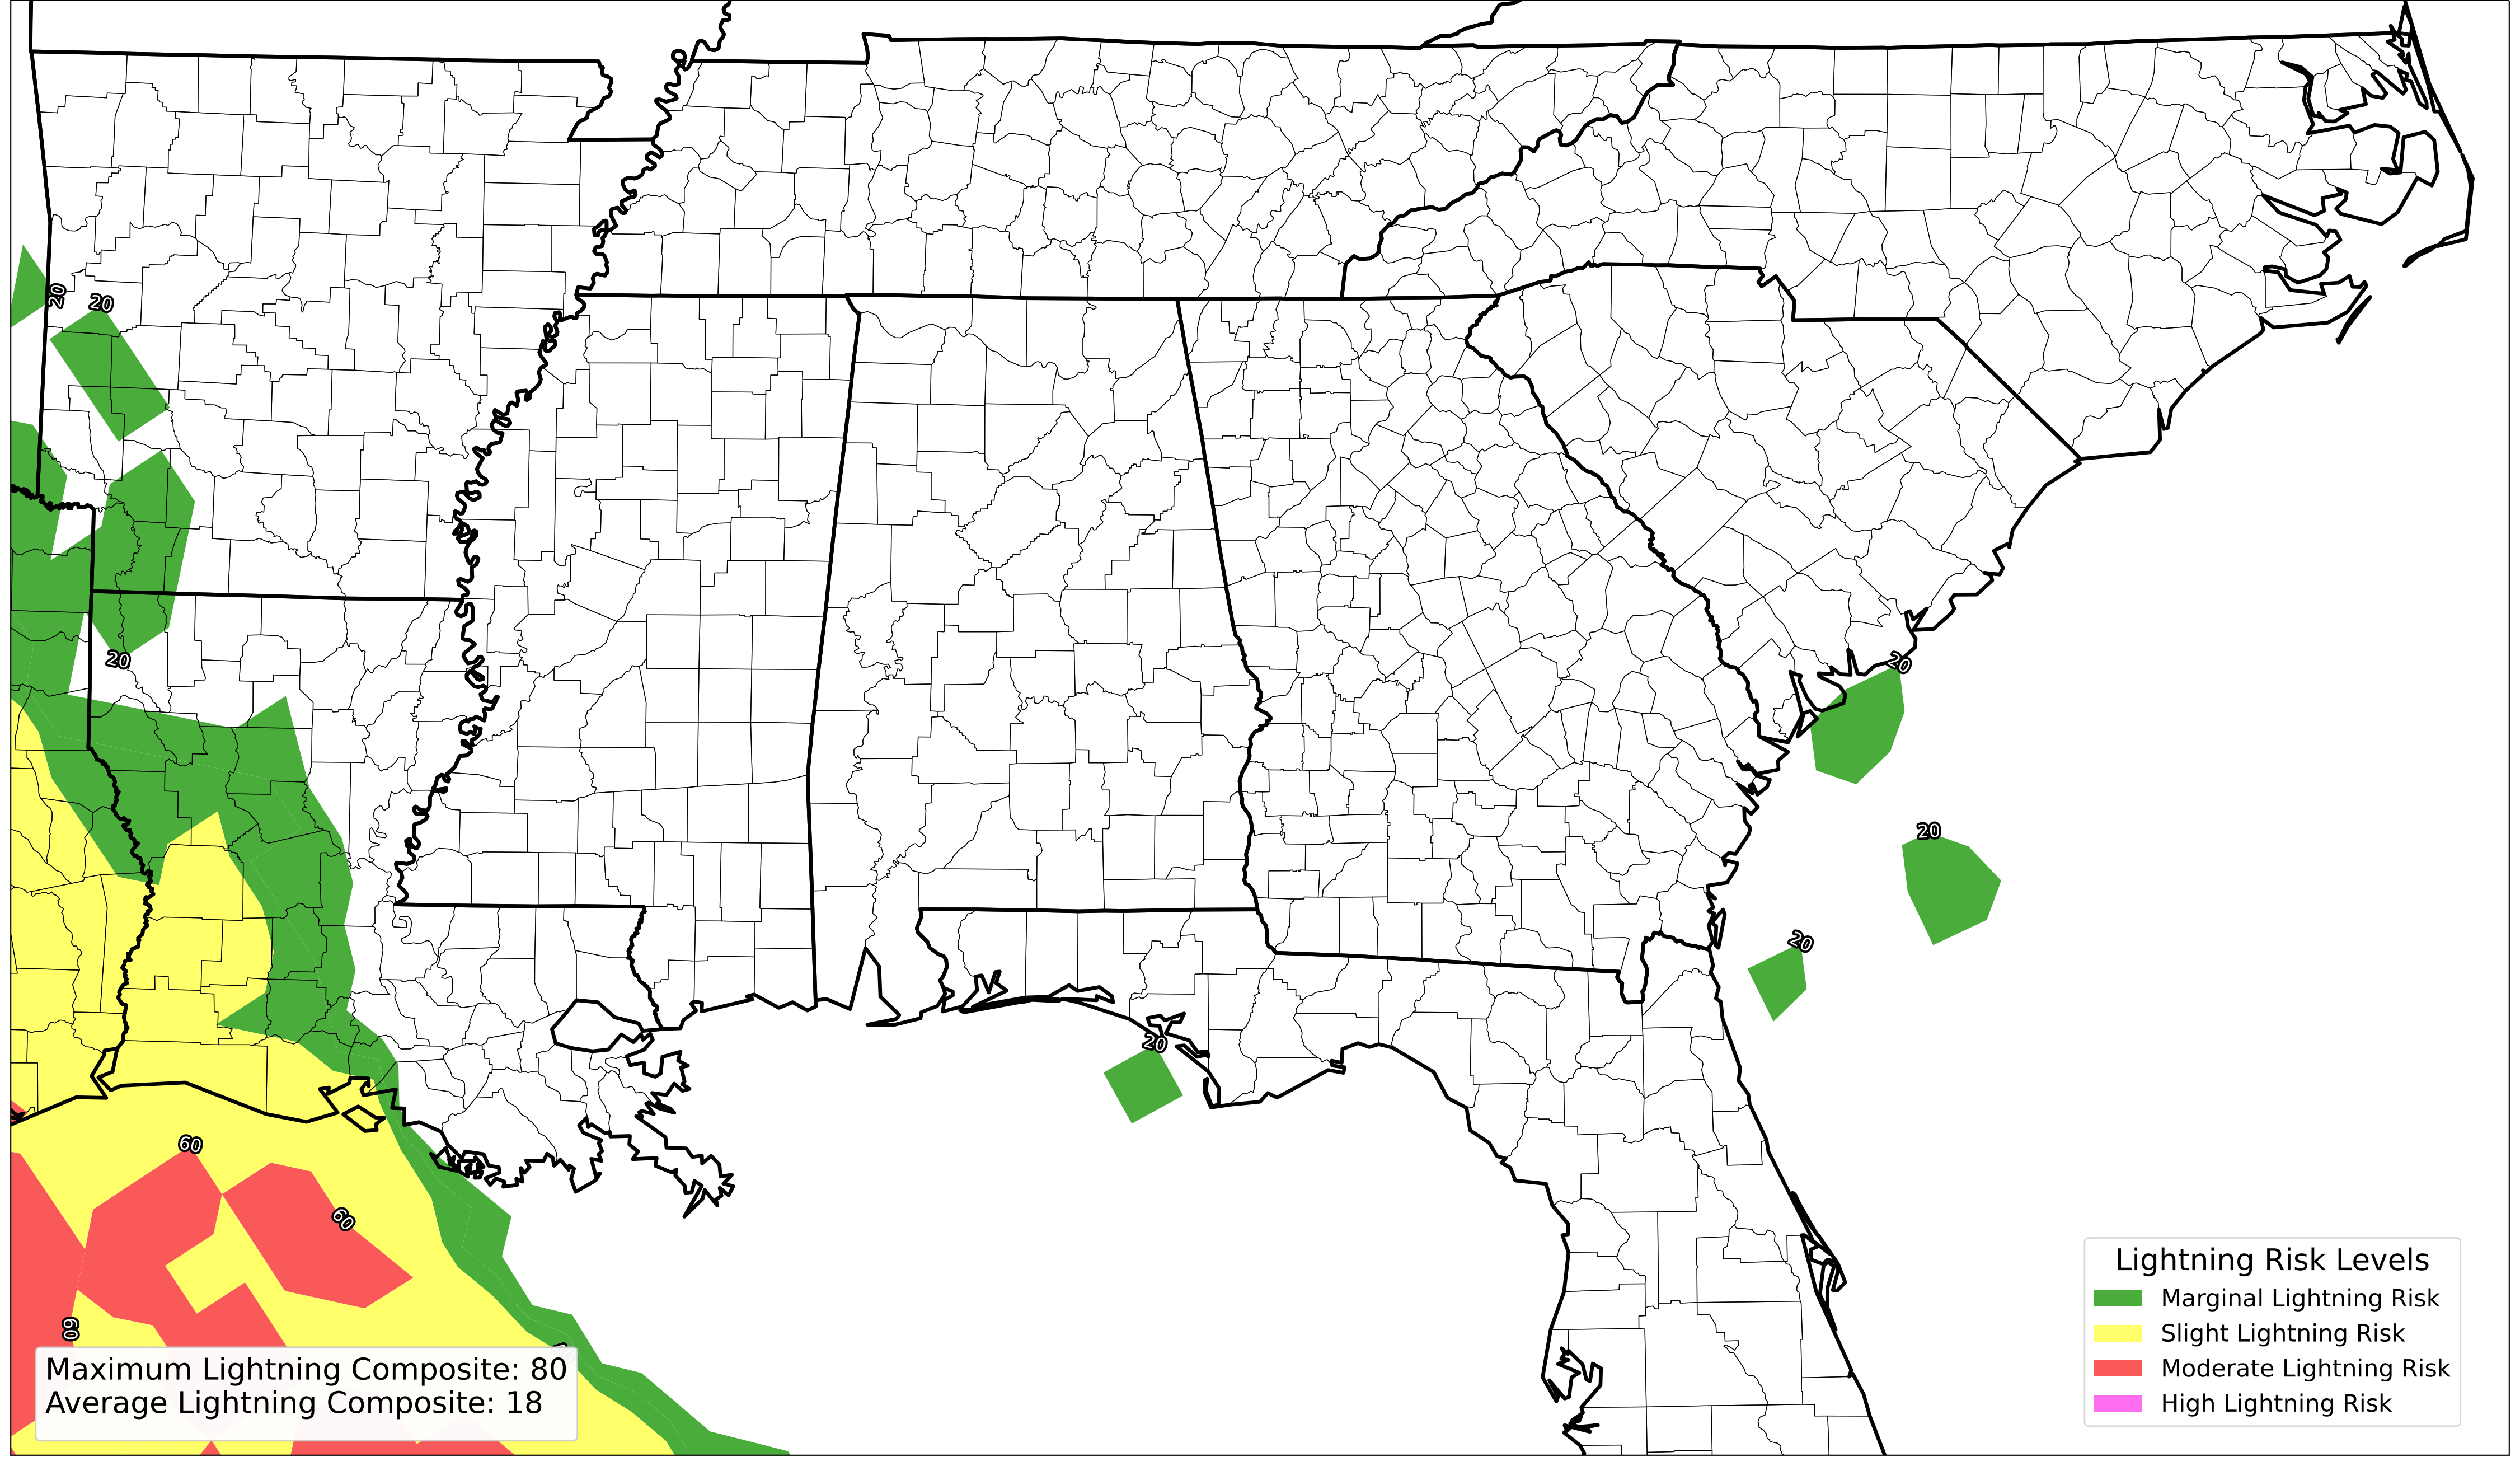 20
20
20
20
20
20
20
60
60
60
Lightning Risk Levels
Marginal Lightning Risk
Slight Lightning Risk
Moderate Lightning Risk
High Lightning Risk
Maximum Lightning Composite: 80
Average Lightning Composite: 18